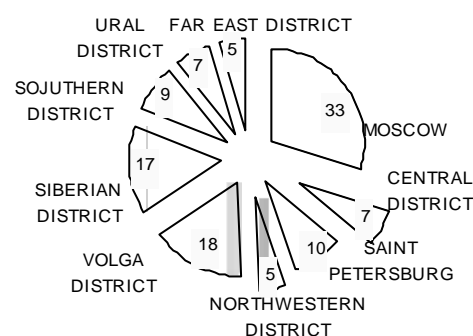 URAL
DISTRICT
FAR EAST DISTRICT
5
7
9
SOJUTHERN
DISTRICT
33
MOSCOW
17
SIBERIAN
DISTRICT
CENTRAL
DISTRICT
7
SAINT
PETERSBURG
10
18
VOLGA
DISTRICT
5
NORTHWESTERN
DISTRICT